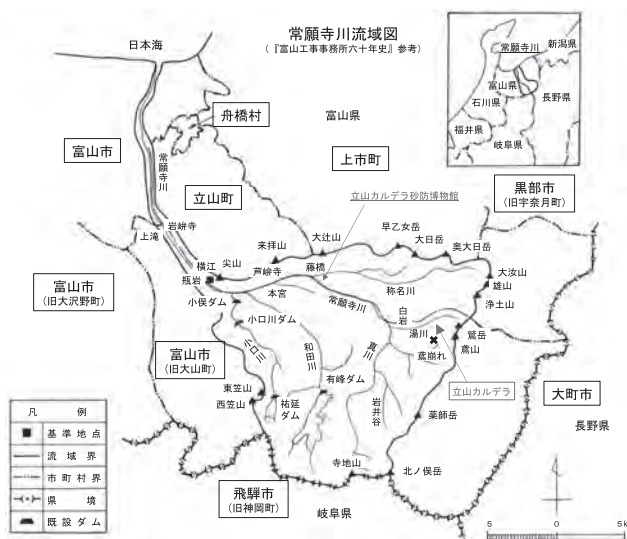 常願寺川流域図
(『富山工事事務所六十年史』参考)
日本海
舟橋村
富山県
富山市
常願寺川
上市町
立山町
立山カルデラ砂防博物館
黒部市
(旧宇奈月町)
常願寺川
新潟県
富山県
石川県
長野県
福井県
岐阜県
岩峅寺
上滝
来拝山
大辻山
早乙女岳
大日岳
奥大日岳
横江
尖山
芦峅寺
藤橋
大汝山
雄山
瓶岩
本宮
称名川
浄土山
富山市
(旧大沢野町)
小俣ダム
常願寺川
白岩
鷲岳
小口川ダム
湯川
鳶山
小口川
和田川
真川
鳶崩れ
富山市
(旧大山町)
有峰ダム
立山カルデラ
大町市
東笠山
西笠山
祐延
ダム
岩井谷
薬師岳
長野県
寺地山
北ノ俣岳
飛騨市
(旧神岡町)
岐阜県
凡 例
基準地点
流域界
市町村界
県境
既設ダム
5 0 5k